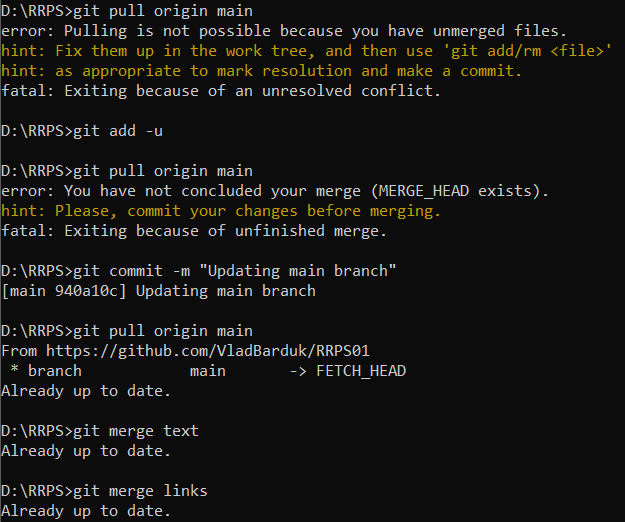 D:\RRPS>git pull origin main
error: Pulling is not possible because you have unmerged files.
hint: Fix them up in the work tree, and then use 'git add/rm <file>'
hint: as appropriate to mark resolution and make a commit.
fatal: Exiting because of an unresolved conflict.
D:\RRPS>git add -u
D:\RRPS>git pull origin main
error: You have not concluded your merge (MERGE_HEAD exists).
hint: Please, commit your changes before merging.
fatal: Exiting because of unfinished merge.
D:\RRPS>git commit -m "Updating main branch"
[main 940a10c] Updating main branch
D:\RRPS>git pull origin main
From https://github.com/VladBarduk/RRPS01
 * branch            main       -> FETCH_HEAD
Already up to date.
D:\RRPS>git merge text
Already up to date.
D:\RRPS>git merge links
Already up to date.